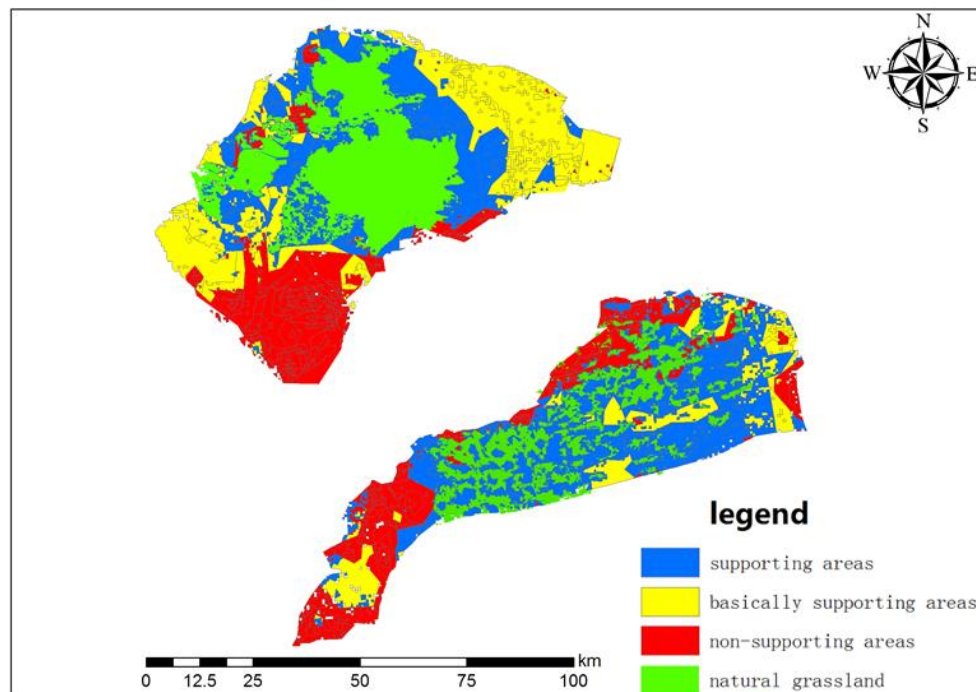 N
W E
S
legend
supporting areas
basically supporting areas
non-supporting areas
natural grassland
km
0 12.5 25 50 75 100